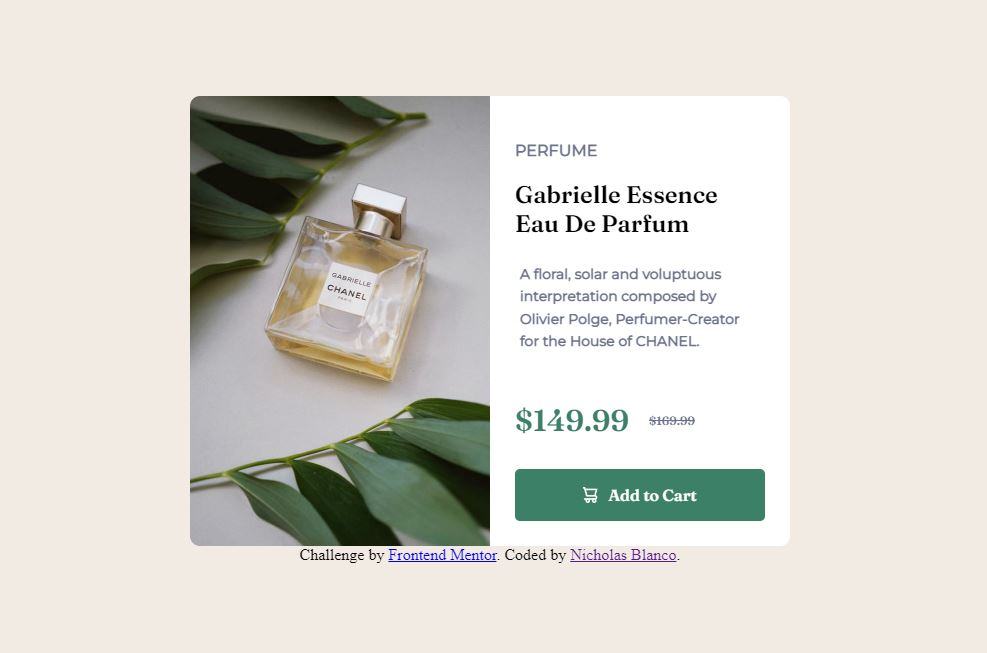 GABRIELLE
CHANEL
PARIS
PERFUME
Gabrielle Essence
Eau De Parfum
A floral, solar and voluptuous
interpretation composed by
Olivier Polge, Perfumer-Creator
for the House of CHANEL.
$149.99 $169.99
Add to Cart
Challenge by Frontend Mentor. Coded by Nicholas Blanco.